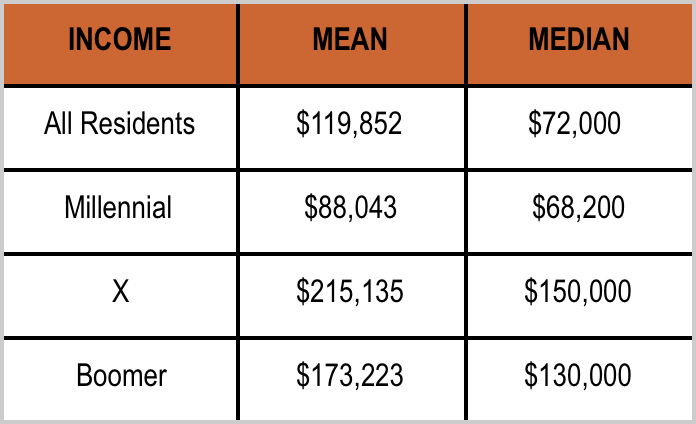 INCOME MEAN MEDIAN
All Residents $119,852 $72,000
Millennial $88,043 $68,200
X $215,135 $150,000
Boomer $173,223 $130,000